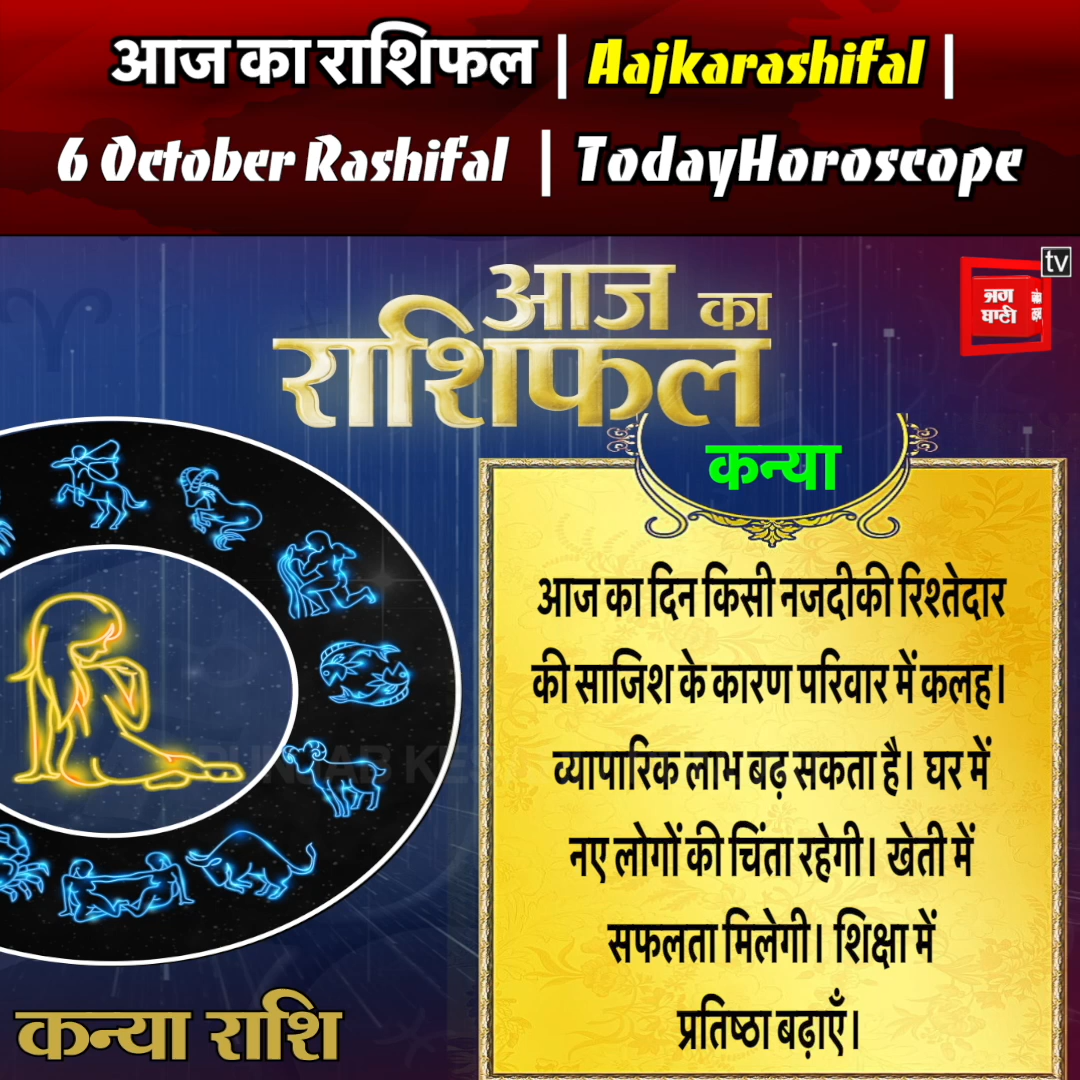 आज का राशिफल | Aajkarashifal |
6 October Rashifal | TodayHoroscope
tv
आज का
राशिफल
कन्या
आज का दिन किसी नजदीकी रिश्तेदार
की साजिश के कारण परिवार में कलह।
व्यापारिक लाभ बढ़ सकता है। घर में
नए लोगों की चिंता रहेगी। खेती में
सफलता मिलेगी। शिक्षा में
प्रतिष्ठा बढ़ाएँ।
कन्या राशि